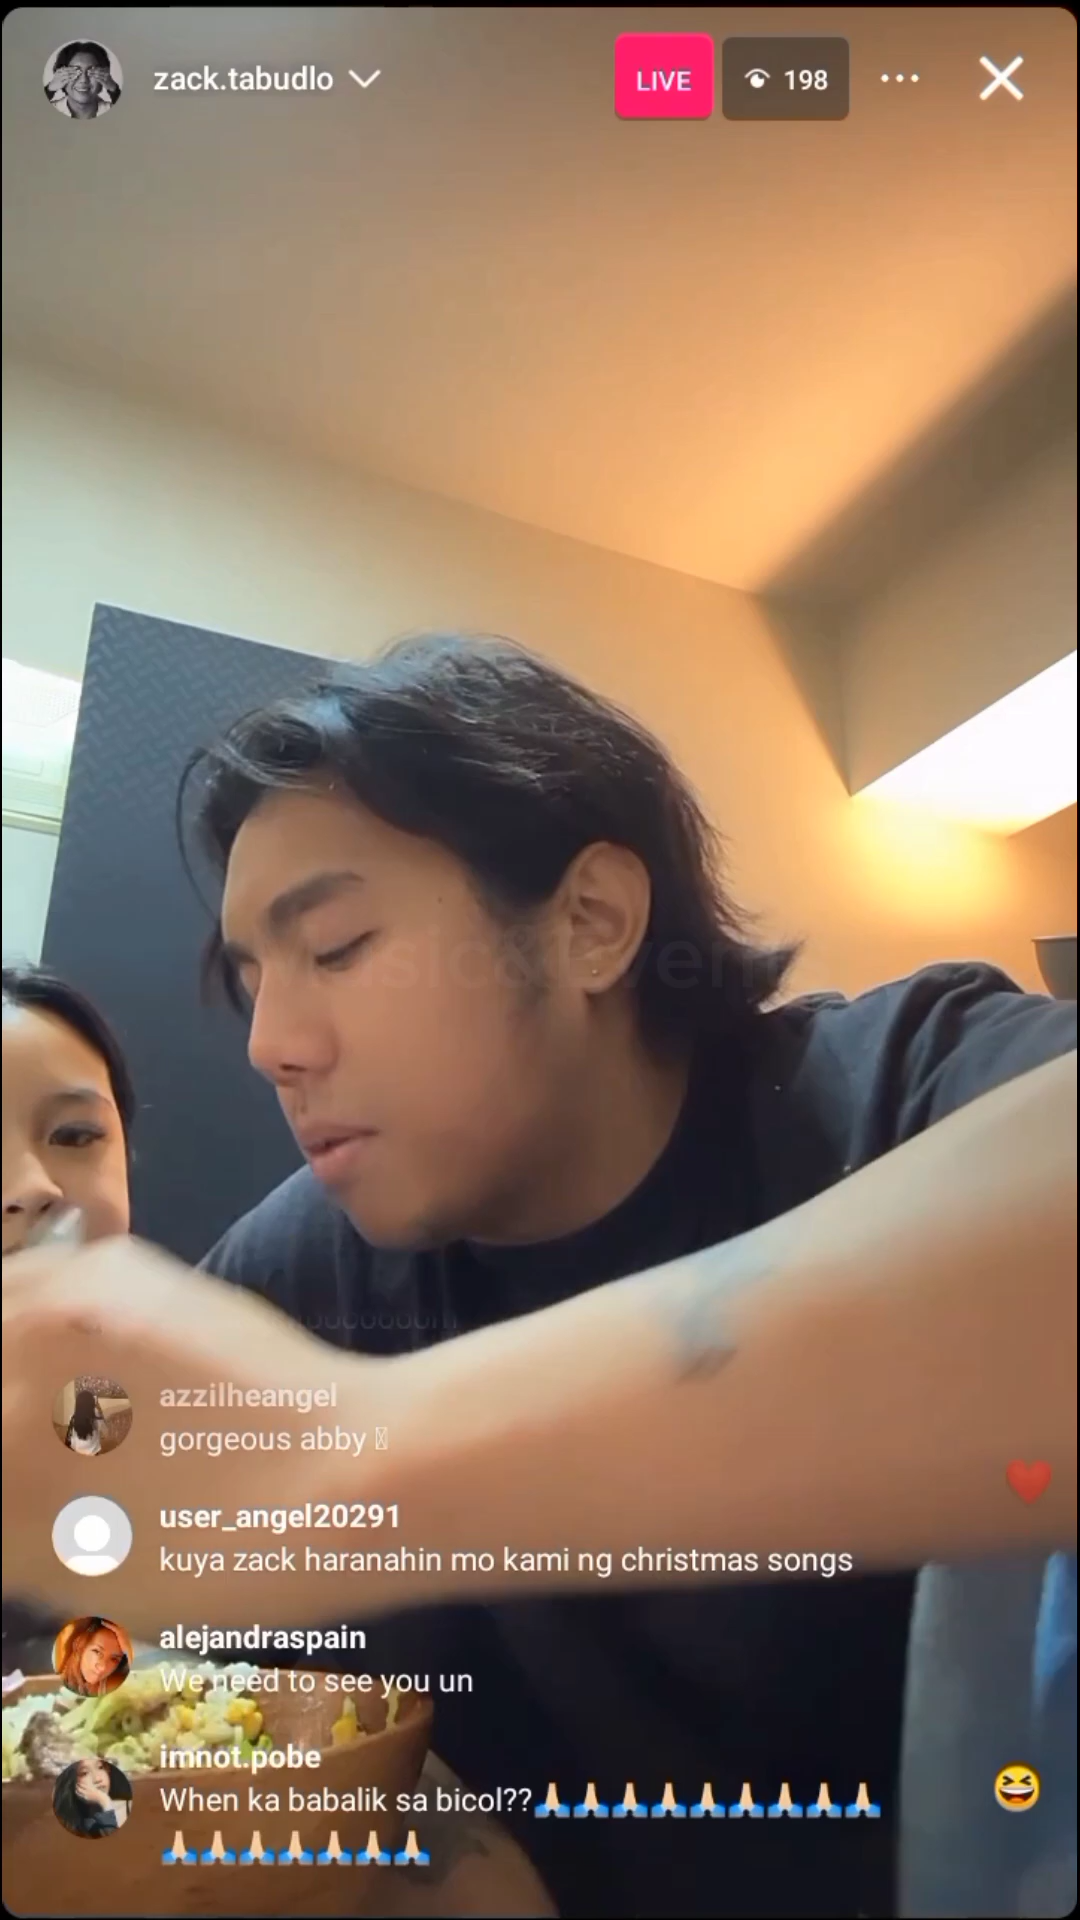 zack.tabudlo
LIVE
198
azzilheangel
gorgeous abby
user_angel20291
kuya zack haranahin mo kami ng christmas songs
alejandraspain
We need to see you un
imnot.pobe
When ka babalik sa bicol??🙏🏻🙏🏻🙏🏻🙏🏻🙏🏻🙏🏻🙏🏻🙏🏻🙏🏻
🙏🏻🙏🏻🙏🏻🙏🏻🙏🏻🙏🏻🙏🏻